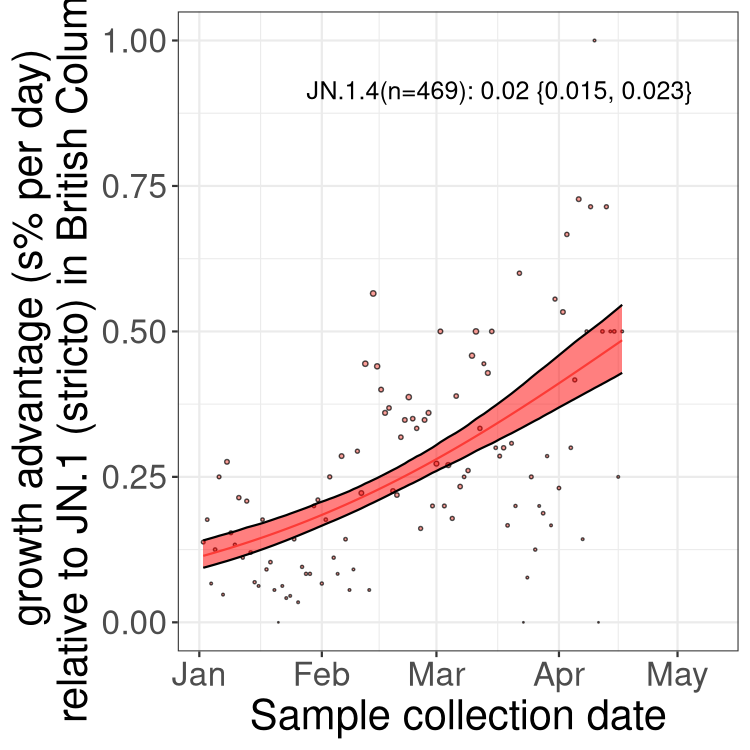 growth advantage (s% per day)
relative to JN.1 (stricto) in British Colum
1.00
0.75
0.50
0.25
0.00
JN.1.4(n=469): 0.02 {0.015, 0.023}
Jan Feb Mar Apr May
Sample collection date